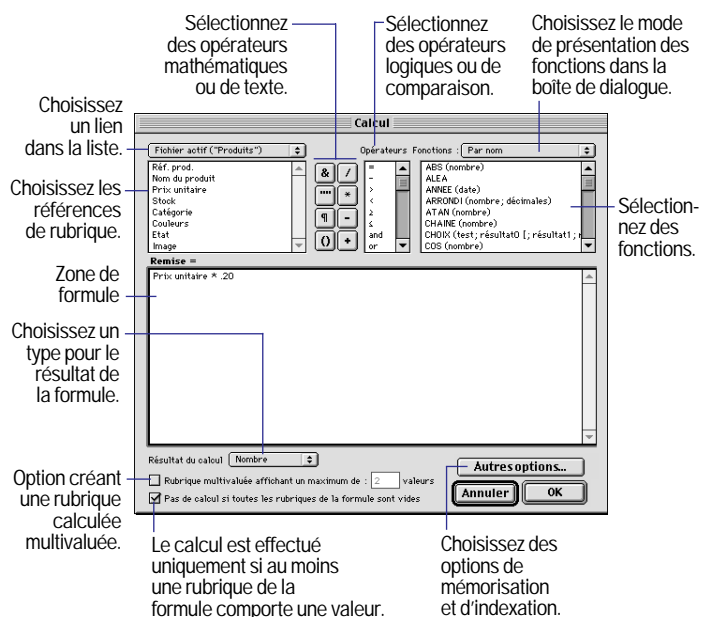 Sélectionnez
des opérateurs
mathématiques
ou de texte.
Sélectionnez
des opérateurs
logiques ou de
comparaison.
Choisissez le mode
de présentation des
fonctions dans la
boîte de dialogue.
Choisissez
un lien
dans la liste.
Choisissez les
références
de rubrique.
Zone de
formule
Choisissez un
type pour le
résultat de
la formule.
Option créant
une rubrique
calculée
multivaluée.
Calcul
Fichier actif ("Produits")
Opérateurs Fonctions : Par nom
Réf. prod.
Nom du produit
Prix unitaire
Stock
Catégorie
Couleurs
Etat
Image
& /
"" *
¶ -
() +
=
≠
>
<
≥
≤
and
or
ABS (nombre)
ALEA
ANNEE (date)
ARRONDI (nombre; décimales)
ATAN (nombre)
CHAINE (nombre)
CHOIX (test; résultat0 [; résultat1; r
COS (nombre)
Sélection-
nez des
fonctions.
Remise =
Prix unitaire * .20
Résultat du calcul Nombre
Rubrique multivaluée affichant un maximum de : 2 valeurs
Pas de calcul si toutes les rubriques de la formule sont vides
Autres options...
Annuler OK
Le calcul est effectué
uniquement si au moins
une rubrique de la
formule comporte une valeur.
Choisissez des
options de
mémorisation
et d'indexation.